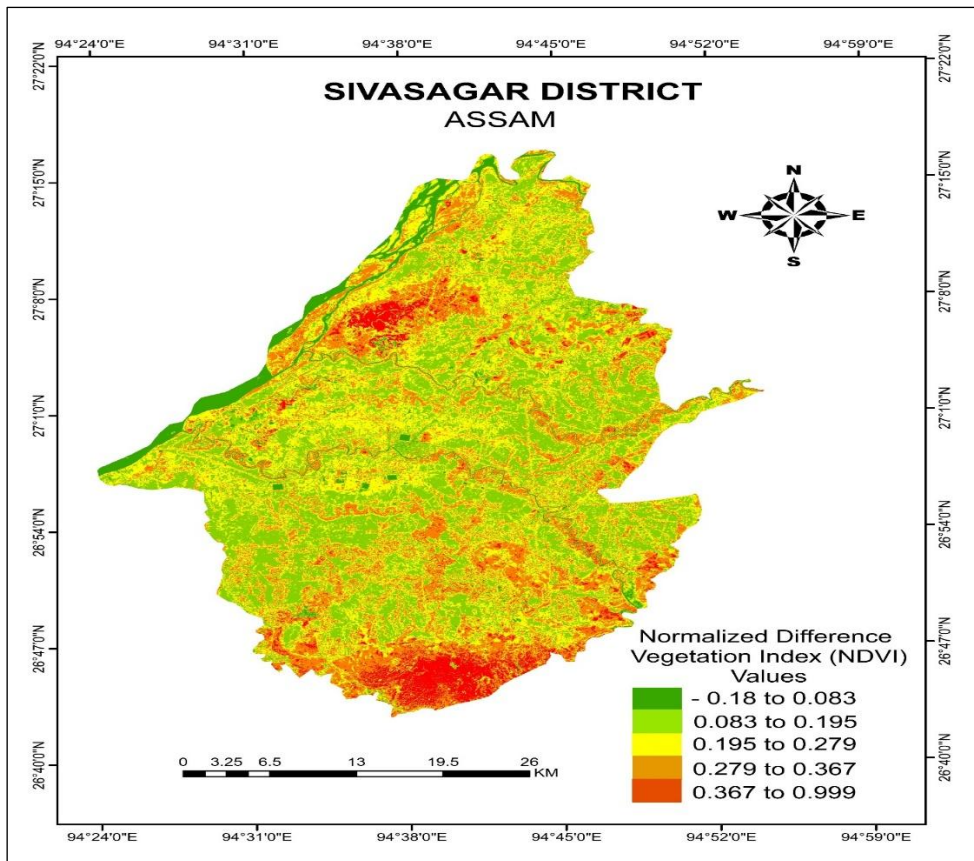 94°24'0"E 94°31'0"E 94°38'0"E 94°45'0"E 94°52'0"E 94°59'0"E
27°22'0"N 27°22'0"N
SIVASAGAR DISTRICT
ASSAM
27°15'0"N 27°15'0"N
N
W E
S
27°8'0"N 27°8'0"N
27°1'0"N 27°1'0"N
26°54'0"N 26°54'0"N
26°47'0"N 26°47'0"N
Normalized Difference
Vegetation Index (NDVI)
Values
- 0.18 to 0.083
0.083 to 0.195
0.195 to 0.279
0.279 to 0.367
0.367 to 0.999
0 3.25 6.5 13 19.5 26
KM
26°40'0"N 26°40'0"N
94°24'0"E 94°31'0"E 94°38'0"E 94°45'0"E 94°52'0"E 94°59'0"E